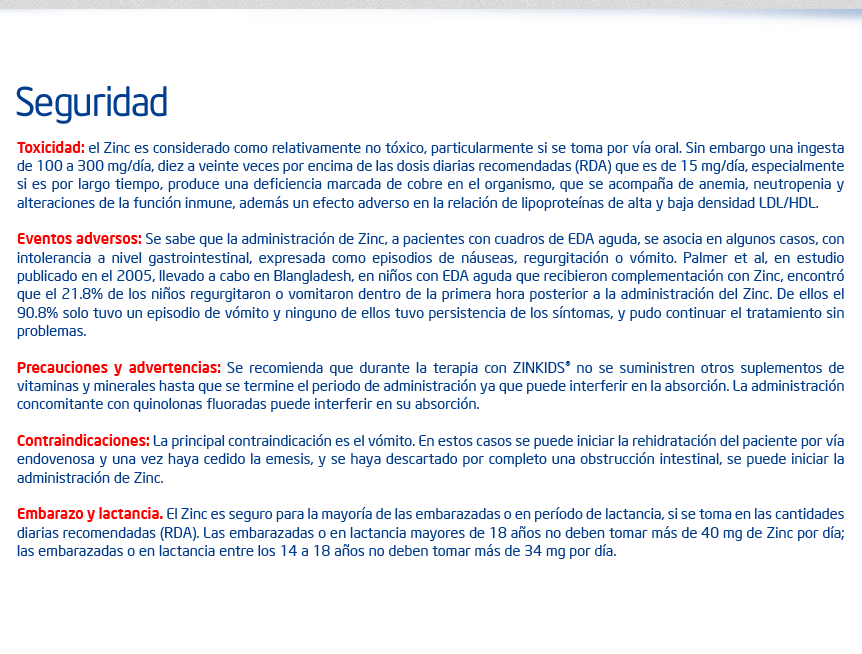 Seguridad
Toxicidad: el Zinc es considerado como relativamente no tóxico, particularmente si se toma por vía oral. Sin embargo una ingesta
de 100 a 300 mg/día, diez a veinte veces por encima de las dosis diarias recomendadas (RDA) que es de 15 mg/día, especialmente
si es por largo tiempo, produce una deficiencia marcada de cobre en el organismo, que se acompaña de anemia, neutropenia y
alteraciones de la función inmune, además un efecto adverso en la relación de lipoproteínas de alta y baja densidad LDL/HDL.
Eventos adversos: Se sabe que la administración de Zinc, a pacientes con cuadros de EDA aguda, se asocia en algunos casos, con
intolerancia a nivel gastrointestinal, expresada como episodios de náuseas, regurgitación o vómito. Palmer et al, en estudio
publicado en el 2005, llevado a cabo en Bangladesh, en niños con EDA aguda que recibieron complementación con Zinc, encontró
que el 21.8% de los niños regurgitaron o vomitaron dentro de la primera hora posterior a la administración del Zinc. De ellos el
90.8% solo tuvo un episodio de vómito y ninguno de ellos tuvo persistencia de los síntomas, y pudo continuar el tratamiento sin
problemas.
Precauciones y advertencias: Se recomienda que durante la terapia con ZINKIDS® no se suministren otros suplementos de
vitaminas y minerales hasta que se termine el periodo de administración ya que puede interferir en la absorción. La administración
concomitante con quinolonas fluoradas puede interferir en su absorción.
Contraindicaciones: La principal contraindicación es el vómito. En estos casos se puede iniciar la rehidratación del paciente por vía
endovenosa y una vez haya cedido la emesis, y se haya descartado por completo una obstrucción intestinal, se puede iniciar la
administración de Zinc.
Embarazo y lactancia. El Zinc es seguro para la mayoría de las embarazadas o en período de lactancia, si se toma en las cantidades
diarias recomendadas (RDA). Las embarazadas o en lactancia mayores de 18 años no deben tomar más de 40 mg de Zinc por día;
las embarazadas o en lactancia entre los 14 a 18 años no deben tomar más de 34 mg por día.